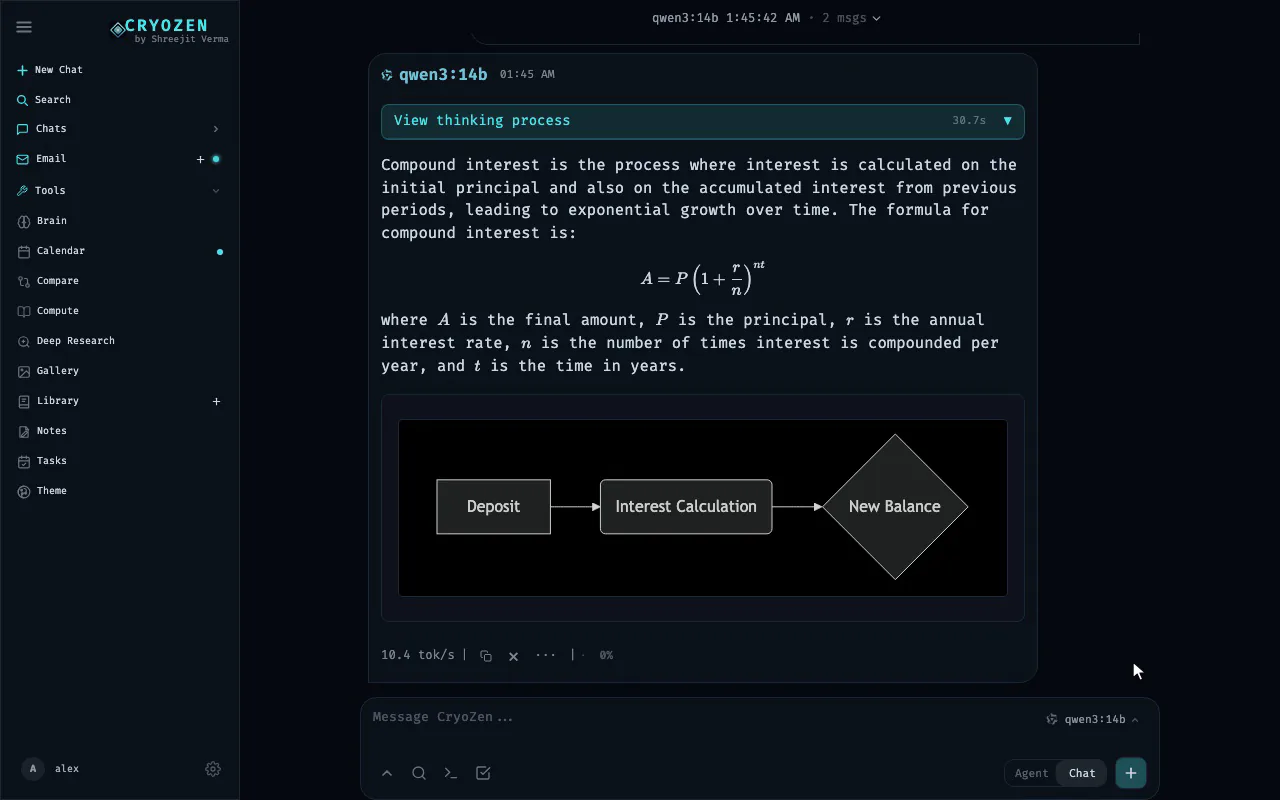 CRYOZEN
by Shreejit Verma
New Chat
Search
Chats
Email
Tools
Brain
Calendar
Compare
Compute
Deep Research
Gallery
Library
Notes
Tasks
Theme
A alex
qwen3:14b 1:45:42 AM · 2 msgs
qwen3:14b 01:45 AM
View thinking process 30.7s
Compound interest is the process where interest is calculated on the
initial principal and also on the accumulated interest from previous
periods, leading to exponential growth over time. The formula for
compound interest is:
A = P(1 + r/n)^nt
where A is the final amount, P is the principal, r is the annual
interest rate, n is the number of times interest is compounded per
year, and t is the time in years.
Deposit
Interest Calculation
New Balance
10.4 tok/s | ··· | · 0%
Message CryoZen...
qwen3:14b
Agent Chat